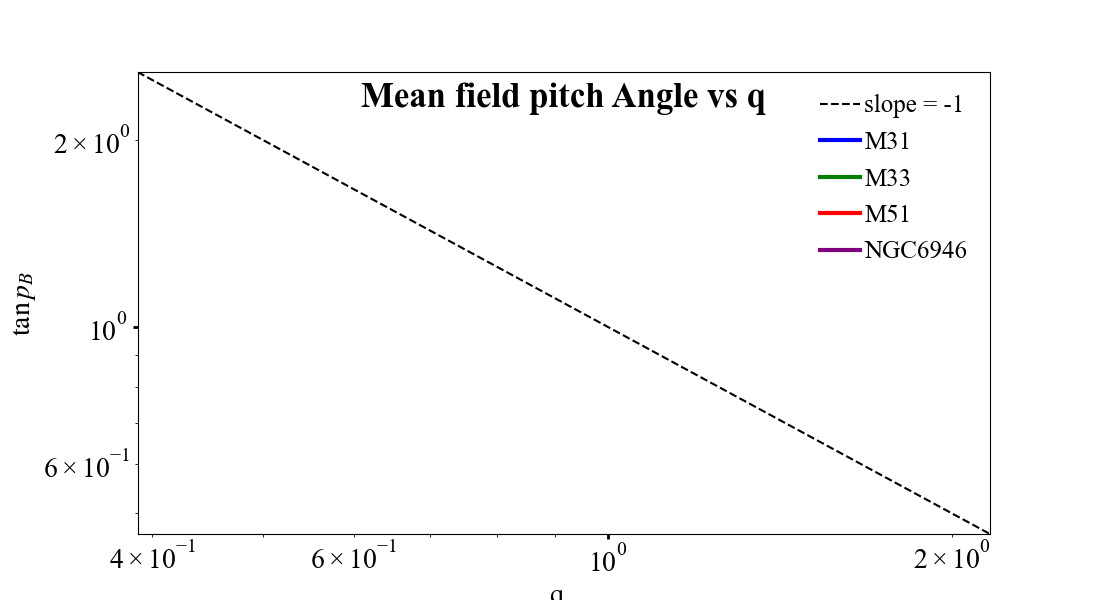 Mean field pitch Angle vs q
slope = -1
M31
M33
M51
NGC6946
tan p_B
2 × 10⁰
10⁰
6 × 10⁻¹
4 × 10⁻¹
6 × 10⁻¹
10⁰
2 × 10⁰
q